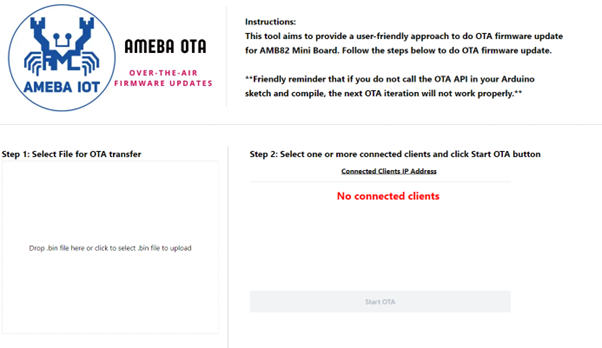 AMEBA IOT
AMEBA OTA
OVER-THE-AIR
FIRMWARE UPDATES
Instructions:
This tool aims to provide a user-friendly approach to do OTA firmware update
for AMB82 Mini Board. Follow the steps below to do OTA firmware update.
**Friendly reminder that if you do not call the OTA API in your Arduino
sketch and compile, the next OTA iteration will not work properly.**
Step 1: Select File for OTA transfer
Drop .bin file here or click to select .bin file to upload
Step 2: Select one or more connected clients and click Start OTA button
Connected Clients IP Address
No connected clients
Start OTA